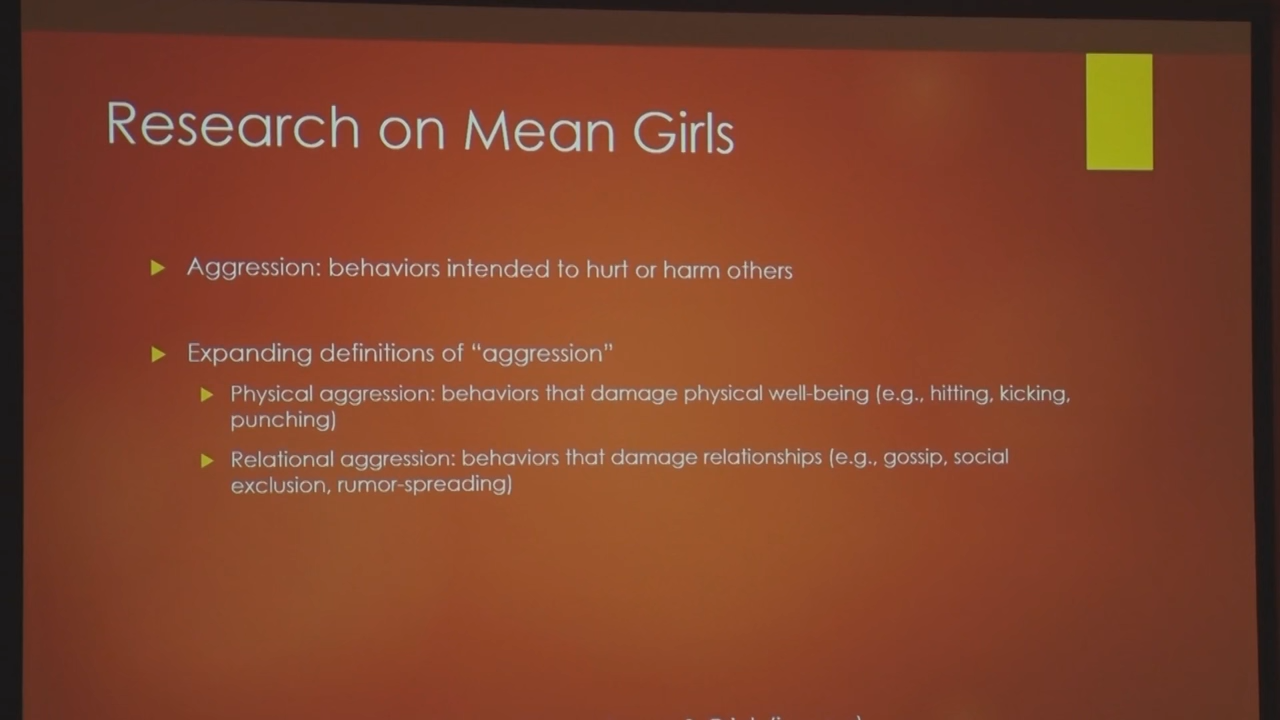 Research on Mean Girls
Aggression: behaviors intended to hurt or harm others
Expanding definitions of “aggression”
Physical aggression: behaviors that damage physical well-being (e.g., hitting, kicking,
punching)
Relational aggression: behaviors that damage relationships (e.g., gossip, social
exclusion, rumor-spreading)